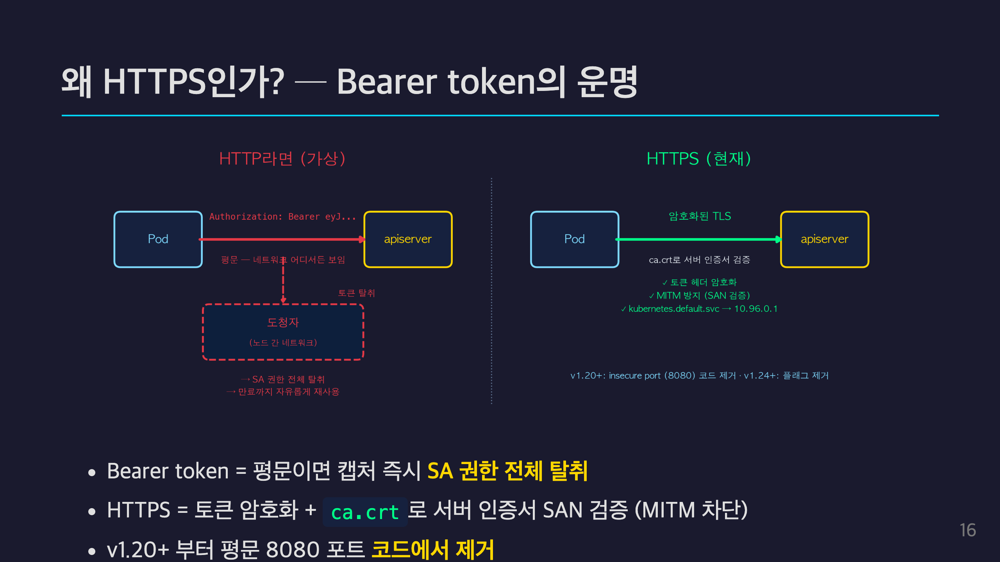 왜 HTTPS인가? — Bearer token의 운명
HTTP라면 (가상)
Authorization: Bearer eyJ...
Pod
apiserver
평문 — 네트워크 어디서든 보임
토큰 탈취
도청자
(노드 간 네트워크)
→ SA 권한 전체 탈취
→ 만료까지 자유롭게 재사용
HTTPS (현재)
암호화된 TLS
Pod
apiserver
ca.crt로 서버 인증서 검증
✓ 토큰 헤더 암호화
✓ MITM 방지 (SAN 검증)
✓ kubernetes.default.svc → 10.96.0.1
v1.20+: insecure port (8080) 코드 제거 · v1.24+: 플래그 제거
• Bearer token = 평문이면 캡처 즉시 SA 권한 전체 탈취
• HTTPS = 토큰 암호화 + ca.crt로 서버 인증서 SAN 검증 (MITM 차단)
• v1.20+ 부터 평문 8080 포트 코드에서 제거
16